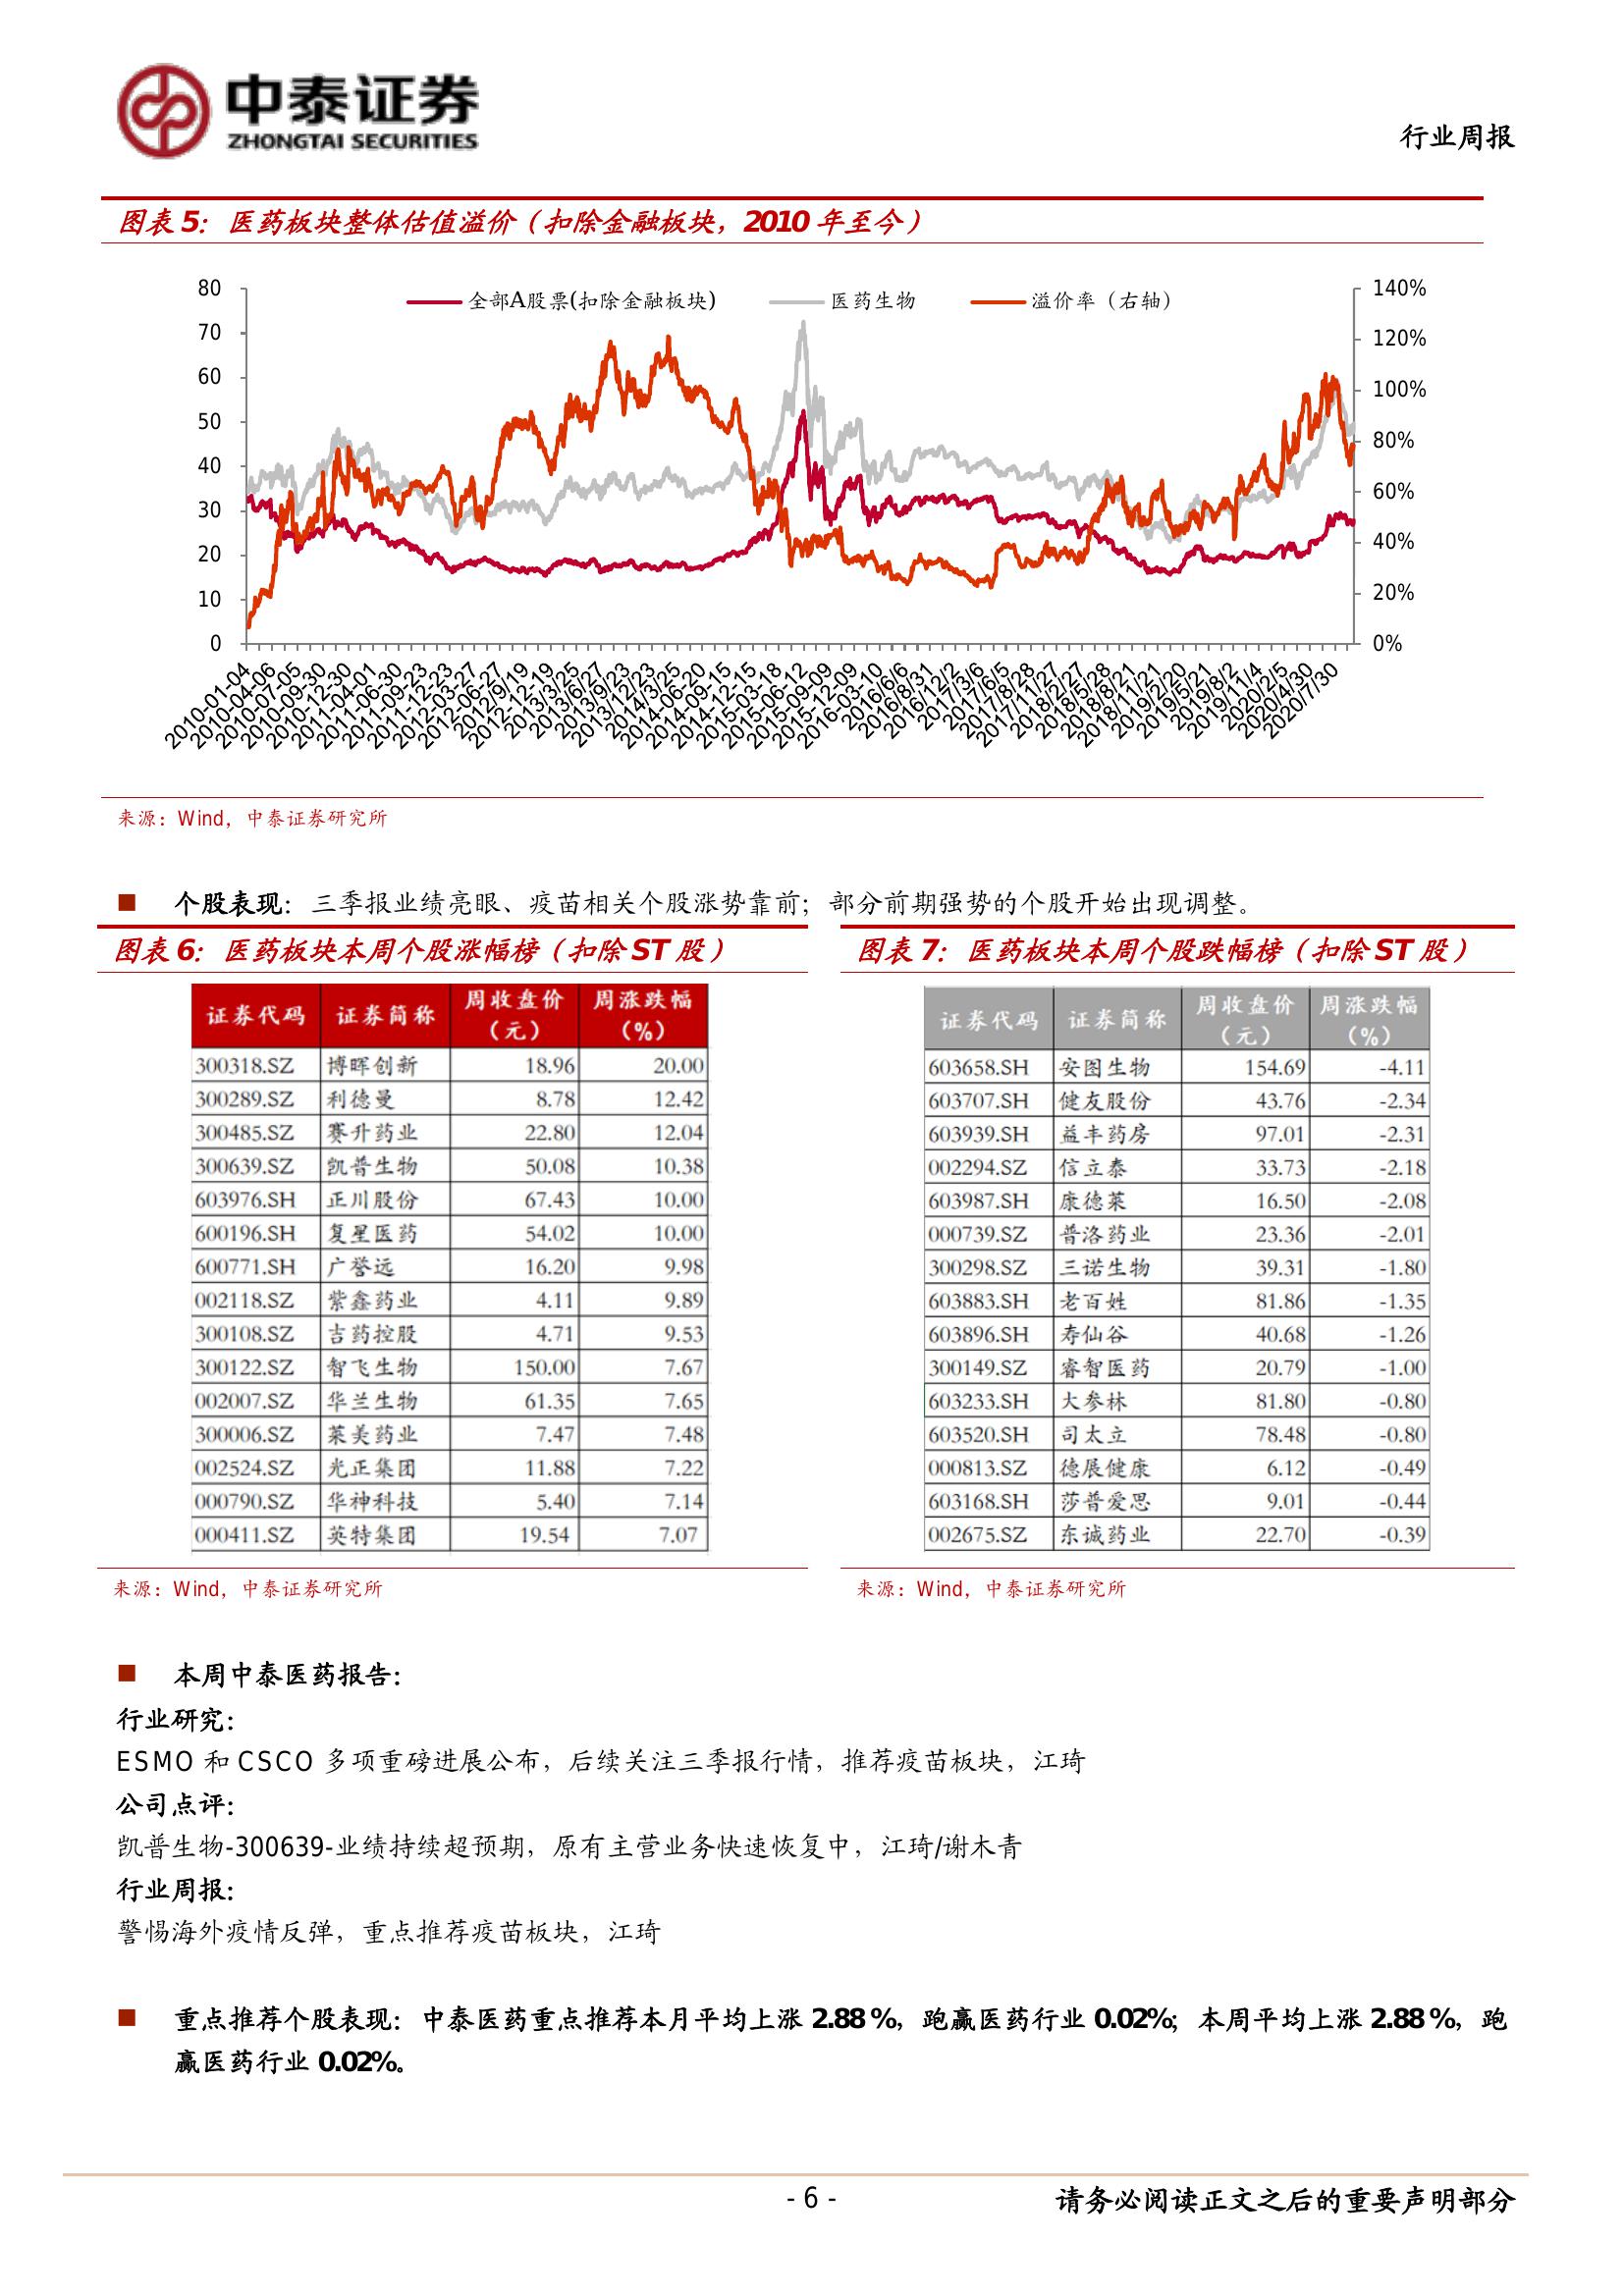 中泰证券
ZHONGTAI SECURITIES
行业周报
图表 5：医药板块整体估值溢价（扣除金融板块，2010 年至今）
全部A股票(扣除金融板块) 医药生物 溢价率（右轴）
80 140%
70 120%
60 100%
50 80%
40 60%
30 40%
20 20%
10 0%
0
2010-01-04 2010-04-06 2010-07-05 2010-09-30 2010-12-30 2011-04-01 2011-06-30 2011-09-23 2011-12-23 2012-03-27 2012-06-27 2012/9/19 2012-12-19 2013/3/25 2013/6/27 2013/9/23 2013/12/23 2014/3/25 2014-06-20 2014-09-15 2014-12-15 2015-03-18 2015-06-12 2015-09-09 2015-12-09 2016-03-10 2016/6/6 2016/8/31 2016/12/2 2017/3/6 2017/6/5 2017/8/28 2017/11/27 2018/2/27 2018/5/28 2018/8/21 2018/11/21 2019/2/20 2019/5/21 2019/8/2 2019/11/4 2020/2/5 2020/4/30 2020/7/30
来源：Wind，中泰证券研究所
■ 个股表现：三季报业绩亮眼、疫苗相关个股涨势靠前；部分前期强势的个股开始出现调整。
图表 6：医药板块本周个股涨幅榜（扣除 ST 股）
证券代码 证券简称 周收盘价（元） 周涨跌幅（%）
300318.SZ 博晖创新 18.96 20.00
300289.SZ 利德曼 8.78 12.42
300485.SZ 赛升药业 22.80 12.04
300639.SZ 凯普生物 50.08 10.38
603976.SH 正川股份 67.43 10.00
600196.SH 复星医药 54.02 10.00
600771.SH 广誉远 16.20 9.98
002118.SZ 紫鑫药业 4.11 9.89
300108.SZ 吉药控股 4.71 9.53
300122.SZ 智飞生物 150.00 7.67
002007.SZ 华兰生物 61.35 7.65
300006.SZ 莱美药业 7.47 7.48
002524.SZ 光正集团 11.88 7.22
000790.SZ 华神科技 5.40 7.14
000411.SZ 英特集团 19.54 7.07
来源：Wind，中泰证券研究所
图表 7：医药板块本周个股跌幅榜（扣除 ST 股）
证券代码 证券简称 周收盘价（元） 周涨跌幅（%）
603658.SH 安图生物 154.69 -4.11
603707.SH 健友股份 43.76 -2.34
603939.SH 益丰药房 97.01 -2.31
002294.SZ 信立泰 33.73 -2.18
603987.SH 康德莱 16.50 -2.08
000739.SZ 普洛药业 23.36 -2.01
300298.SZ 三诺生物 39.31 -1.80
603883.SH 老百姓 81.86 -1.35
603896.SH 寿仙谷 40.68 -1.26
300149.SZ 睿智医药 20.79 -1.00
603233.SH 大参林 81.80 -0.80
603520.SH 司太立 78.48 -0.80
000813.SZ 德展健康 6.12 -0.49
603168.SH 莎普爱思 9.01 -0.44
002675.SZ 东诚药业 22.70 -0.39
来源：Wind，中泰证券研究所
■ 本周中泰医药报告：
行业研究：
ESMO 和 CSCO 多项重磅进展公布，后续关注三季报行情，推荐疫苗板块，江琦
公司点评：
凯普生物-300639-业绩持续超预期，原有主营业务快速恢复中，江琦/谢木青
行业周报：
警惕海外疫情反弹，重点推荐疫苗板块，江琦
■ 重点推荐个股表现：中泰医药重点推荐本月平均上涨 2.88 %，跑赢医药行业 0.02%；本周平均上涨 2.88 %，跑
赢医药行业 0.02%。
- 6 -
请务必阅读正文之后的重要声明部分